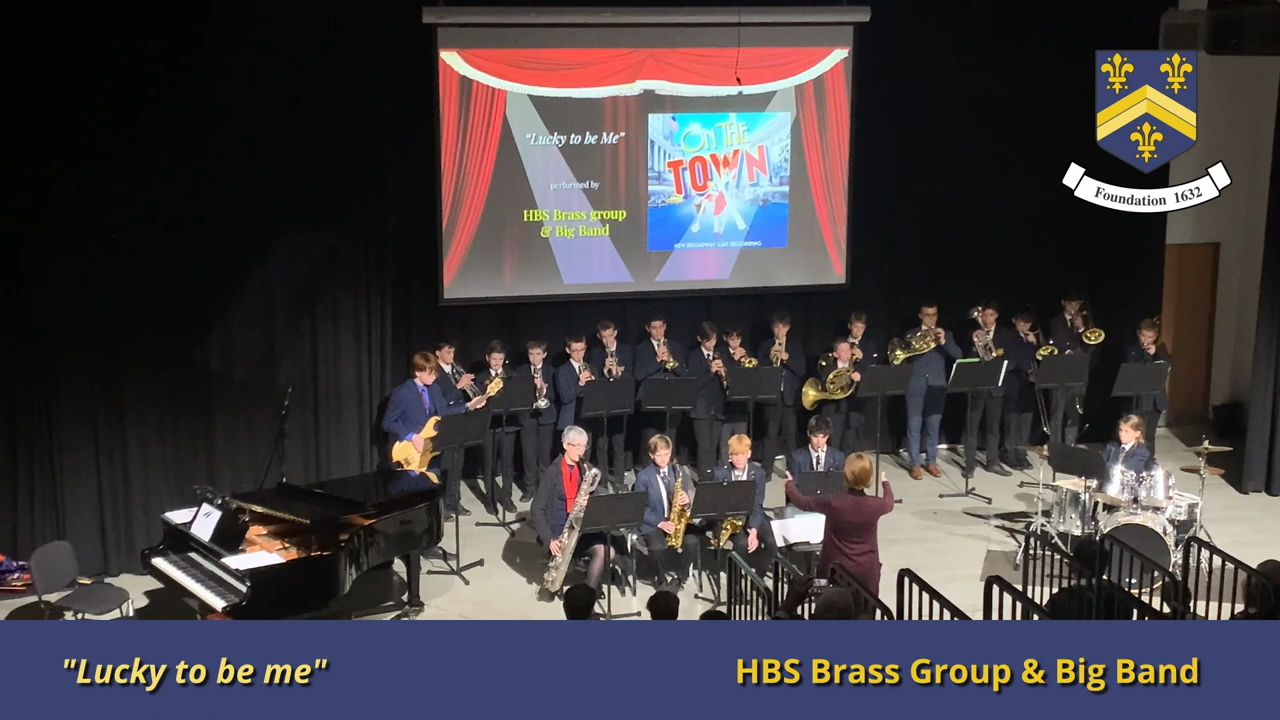 "Lucky to be Me"
performed by
HBS Brass group
& Big Band
ON THE
TOWN
NEW BROADWAY CAST RECORDING
Foundation 1632
"Lucky to be me"
HBS Brass Group & Big Band